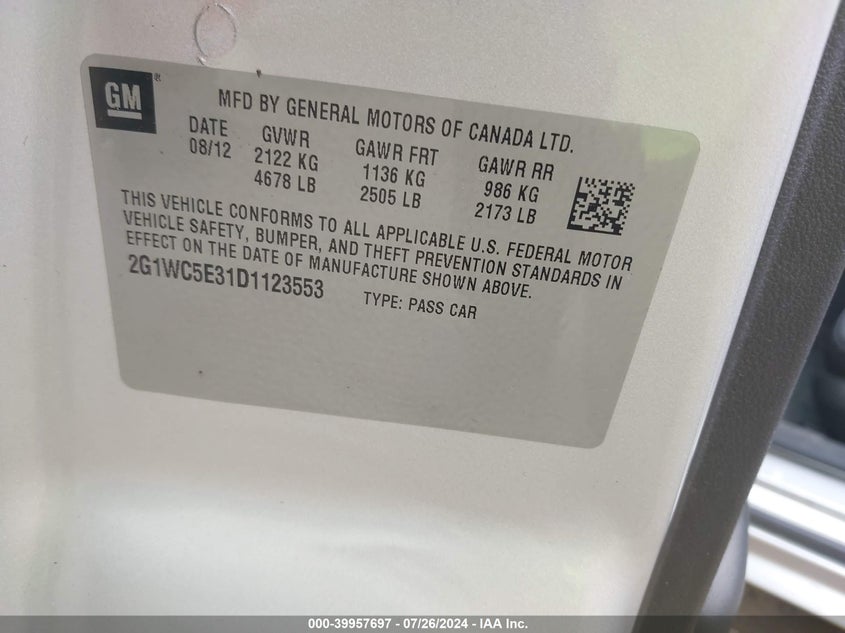 GM ®
MFD BY GENERAL MOTORS OF CANADA LTD.
DATE GVWR GAWR FRT GAWR RR
08/12 2122 KG 1136 KG 986 KG
4678 LB 2505 LB 2173 LB
THIS VEHICLE CONFORMS TO ALL APPLICABLE U.S. FEDERAL MOTOR
VEHICLE SAFETY, BUMPER, AND THEFT PREVENTION STANDARDS IN
EFFECT ON THE DATE OF MANUFACTURE SHOWN ABOVE.
2G1WC5E31D1123553 TYPE: PASS CAR
000-39957697 / 07/26/2024 - IAA Inc.